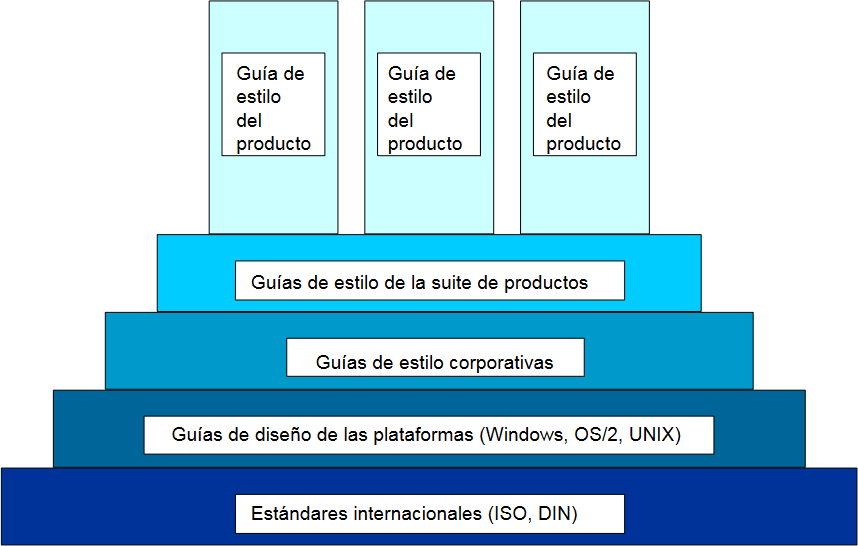 Guía de
estilo
del
producto
Guía de
estilo
del
producto
Guía de
estilo
del
producto
Guías de estilo de la suite de productos
Guías de estilo corporativas
Guías de diseño de las plataformas (Windows, OS/2, UNIX)
Estándares internacionales (ISO, DIN)